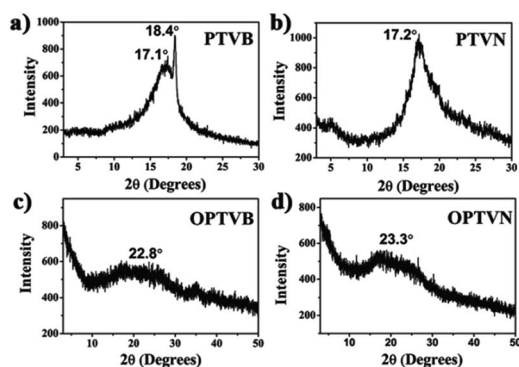 a)
18.4°
PTVB
17.1°
Intensity
1000
800
600
400
200
0
5 10 15 20 25 30
2θ (Degrees)
b)
17.2°
PTVN
Intensity
1000
800
600
400
200
5 10 15 20 25 30
2θ (Degrees)
c)
OPTVB
22.8°
Intensity
800
600
400
200
10 20 30 40 50
2θ (Degrees)
d)
OPTVN
23.3°
Intensity
800
600
400
200
10 20 30 40 50
2θ (Degrees)